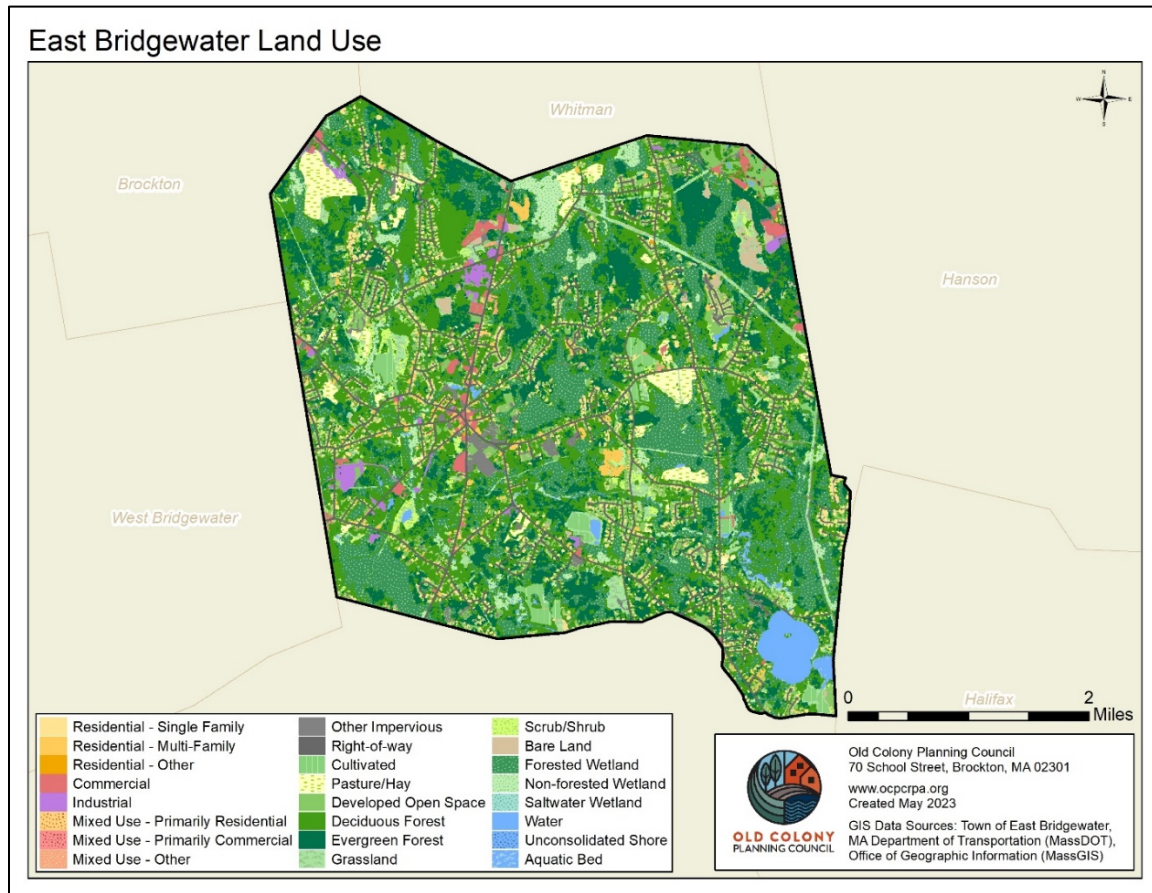 East Bridgewater Land Use
Whitman
N
W E
S
Brockton
Hanson
West Bridgewater
Halifax
0 2
Miles
Residential - Single Family
Residential - Multi-Family
Residential - Other
Commercial
Industrial
Mixed Use - Primarily Residential
Mixed Use - Primarily Commercial
Mixed Use - Other
Other Impervious
Right-of-way
Cultivated
Pasture/Hay
Developed Open Space
Deciduous Forest
Evergreen Forest
Grassland
Scrub/Shrub
Bare Land
Forested Wetland
Non-forested Wetland
Saltwater Wetland
Water
Unconsolidated Shore
Aquatic Bed
OLD COLONY
PLANNING COUNCIL
Old Colony Planning Council
70 School Street, Brockton, MA 02301
www.ocpcrpa.org
Created May 2023
GIS Data Sources: Town of East Bridgewater,
MA Department of Transportation (MassDOT),
Office of Geographic Information (MassGIS)